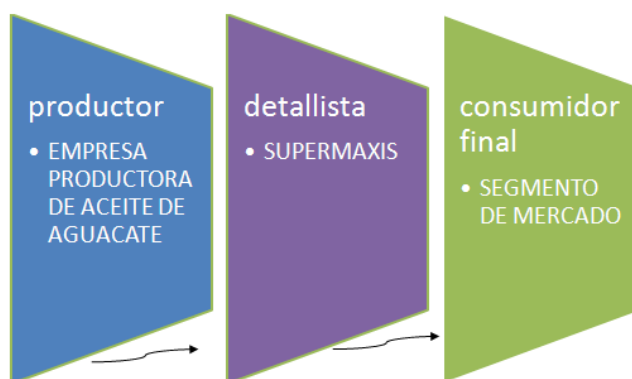 productor
• EMPRESA
PRODUCTORA
DE ACEITE DE
AGUACATE
detallista
• SUPERMAXIS
consumidor
final
• SEGMENTO
DE MERCADO